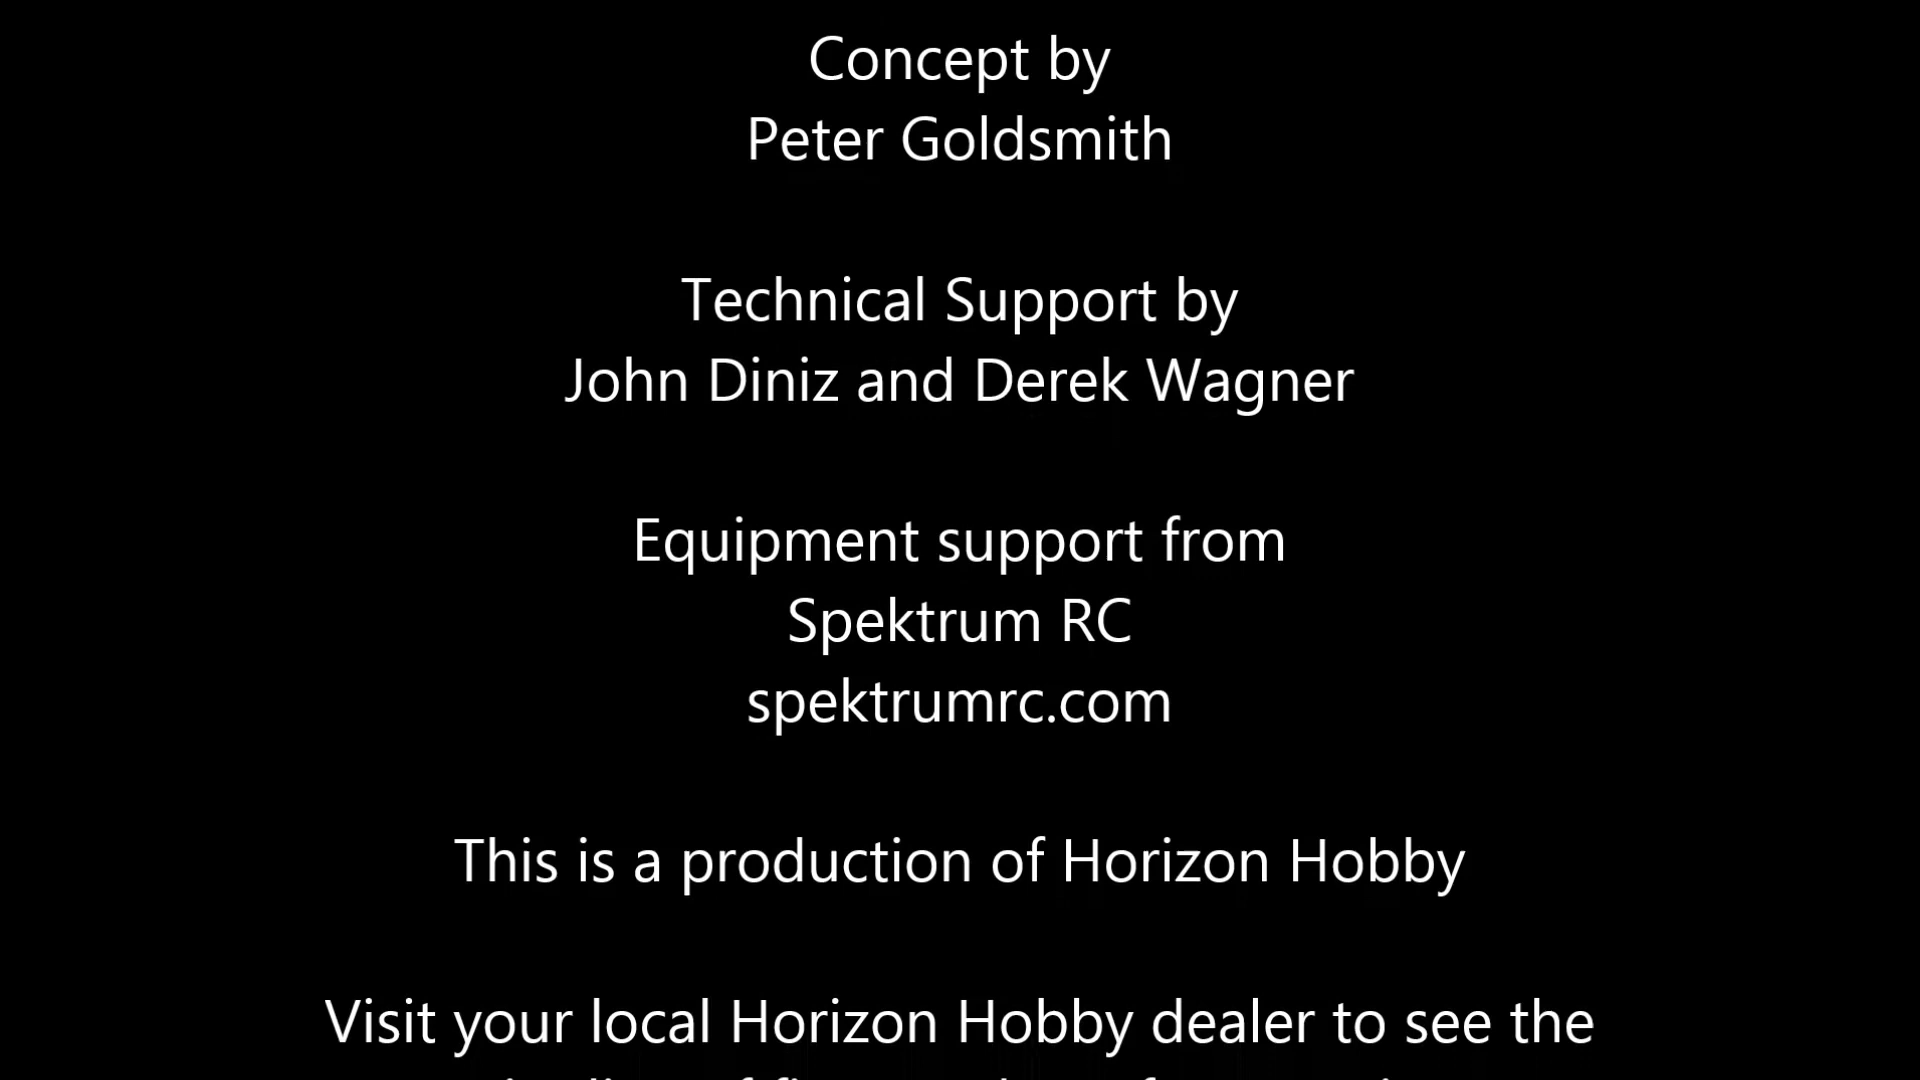 Concept by
Peter Goldsmith
Technical Support by
John Diniz and Derek Wagner
Equipment support from
Spektrum RC
spektrumrc.com
This is a production of Horizon Hobby
Visit your local Horizon Hobby dealer to see the